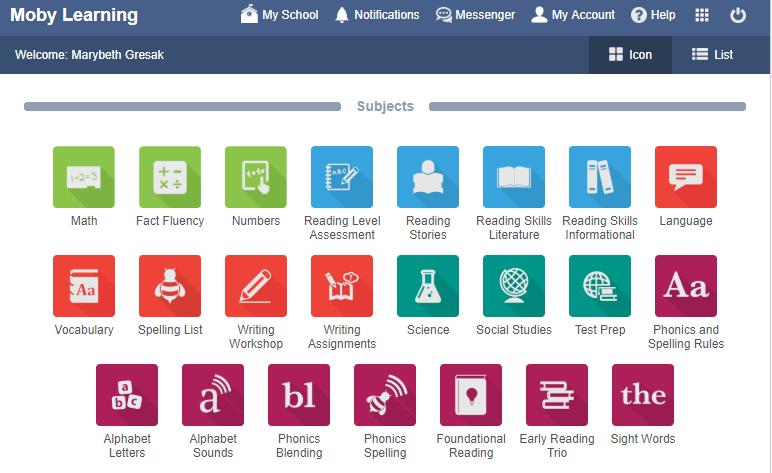 Moby Learning My School Notifications Messenger My Account ? Help
Welcome: Marybeth Gresak Icon List
Subjects
1+2=3 + − × ÷ 1+1= ABC
Math Fact Fluency Numbers Reading Level Assessment Reading Stories Reading Skills Literature Reading Skills Informational Language
Aa ? Aa
Vocabulary Spelling List Writing Workshop Writing Assignments Science Social Studies Test Prep Phonics and Spelling Rules
a b c a bl the
Alphabet Letters Alphabet Sounds Phonics Blending Phonics Spelling Foundational Reading Early Reading Trio Sight Words